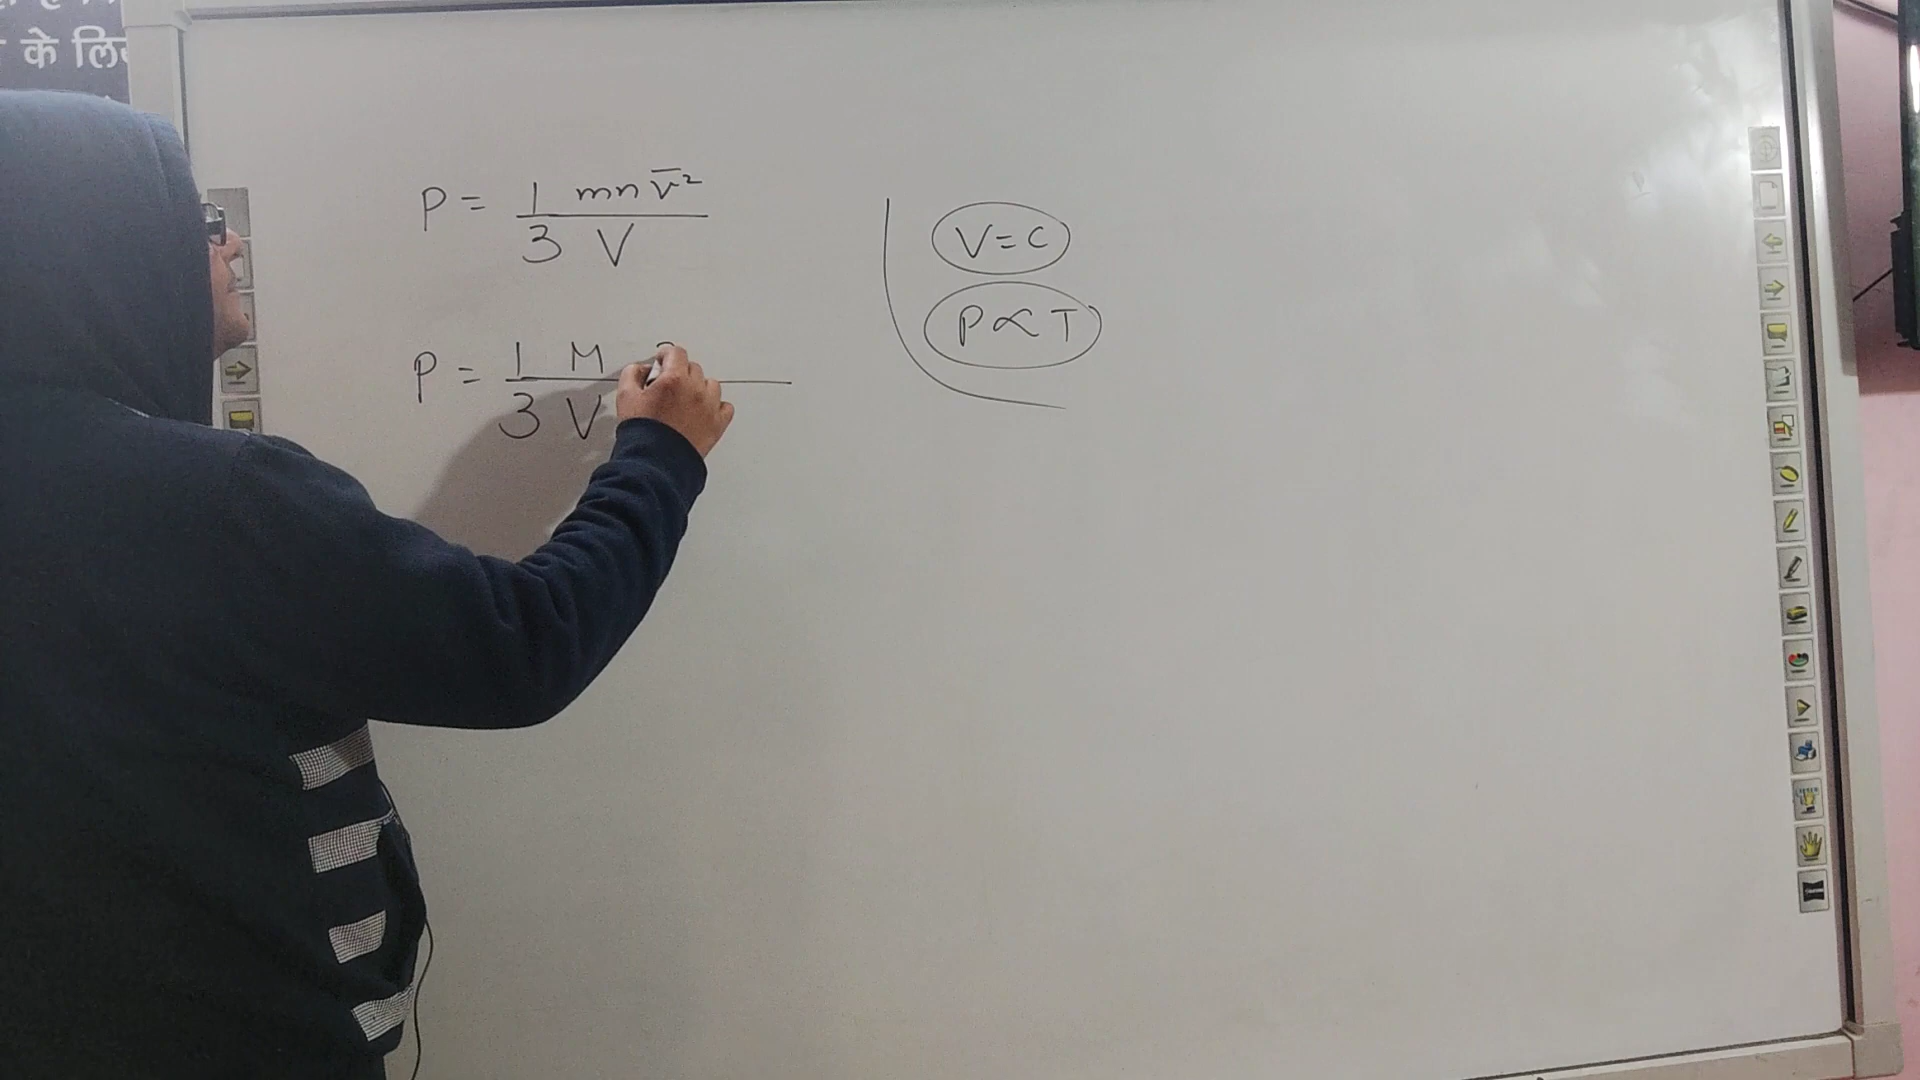 के
P = 1 mn v̄²
3 V
P = 1 M
3 V
V = C
P ∝ T